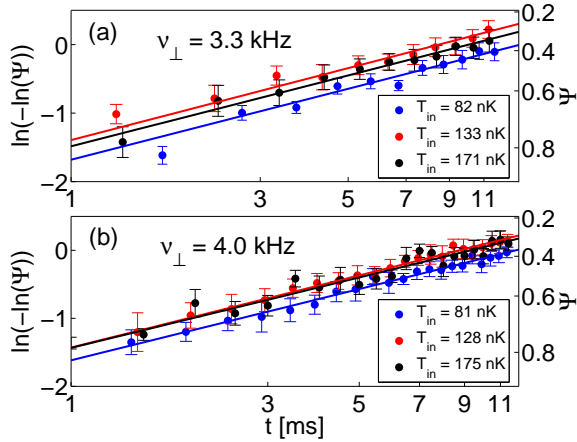 (a)
ν⊥ = 3.3 kHz
ln(−ln(Ψ))
0
−1
−2
0.2
0.4
0.6
0.8
Ψ
T_in = 82 nK
T_in = 133 nK
T_in = 171 nK
1 3 5 7 9 11
(b)
ν⊥ = 4.0 kHz
ln(−ln(Ψ))
0
−1
−2
0.2
0.4
0.6
0.8
Ψ
T_in = 81 nK
T_in = 128 nK
T_in = 175 nK
1 3 5 7 9 11
t [ms]